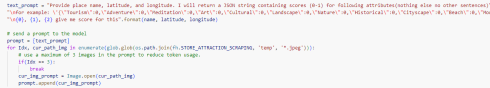 text_prompt = "Provide place name, latitude, and longitude. I will return a JSON string containing scores (0-1) for following attributes(nothing else no other sentences)"
"\nFor example: \'{\"Tourism\":0,\"Adventure\":0,\"Meditation\":0,\"Art\":0,\"Cultural\":0,\"Landscape\":0,\"Nature\":0,\"Historical\":0,\"Cityscape\":0,\"Beach\":0,
"\n{0}, {1}, {2} give me score for this".format(name, latitude, longitude)
# send a prompt to the model
prompt = [text_prompt]
for Idx, cur_path_img in enumerate(glob.glob(os.path.join(fn.STORE_ATTRACTION_SCRAPING, 'temp', '*.jpeg'))):
# use a maximum of 3 images in the prompt to reduce token usage.
if(Idx == 3):
break
cur_img_prompt = Image.open(cur_path_img)
prompt.append(cur_img_prompt)